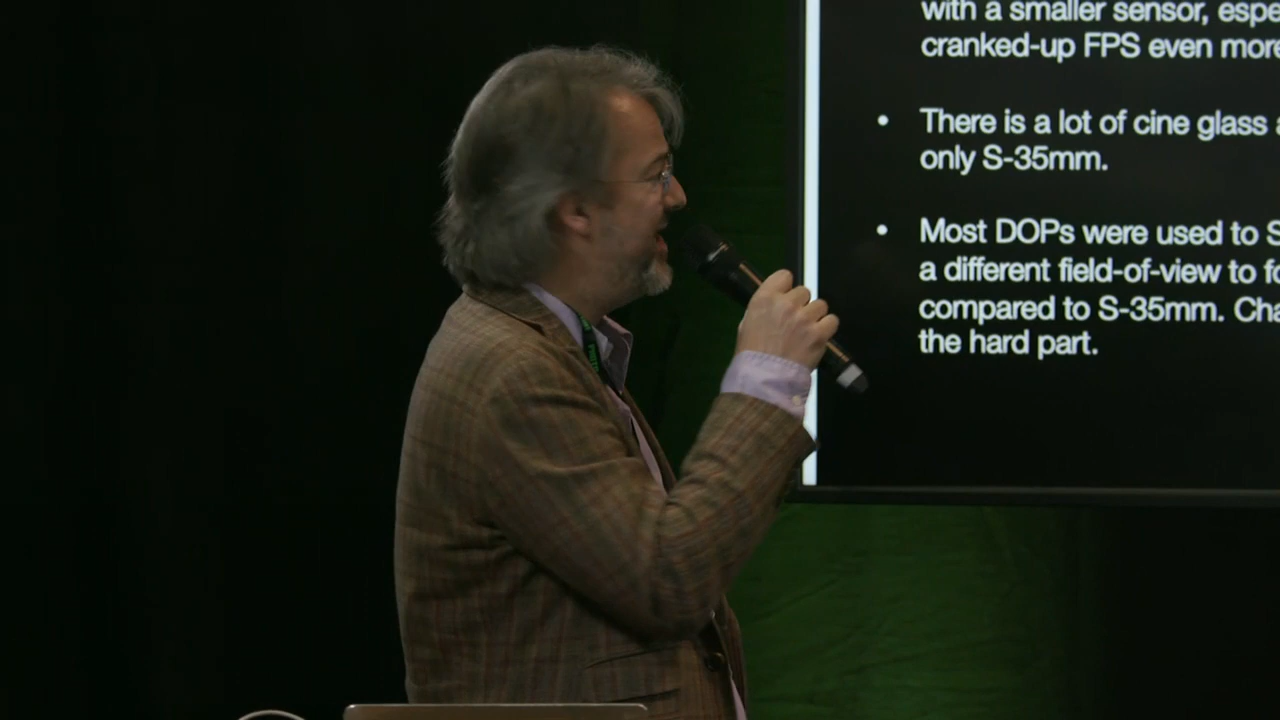 with a smaller sensor, espe
cranked-up FPS even more
• There is a lot of cine glass a
only S-35mm.
• Most DOPs were used to S
a different field-of-view to fo
compared to S-35mm. Cha
the hard part.